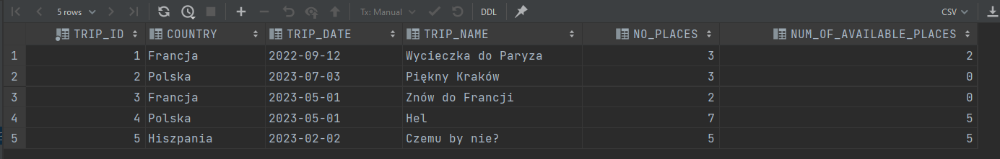 5 rows Tx: Manual DDL CSV
TRIP_ID COUNTRY TRIP_DATE TRIP_NAME NO_PLACES NUM_OF_AVAILABLE_PLACES
1 1 Francja 2022-09-12 Wycieczka do Paryza 3 2
2 2 Polska 2023-07-03 Piękny Kraków 3 0
3 3 Francja 2023-05-01 Znów do Francji 2 0
4 4 Polska 2023-05-01 Hel 7 5
5 5 Hiszpania 2023-02-02 Czemu by nie? 5 5